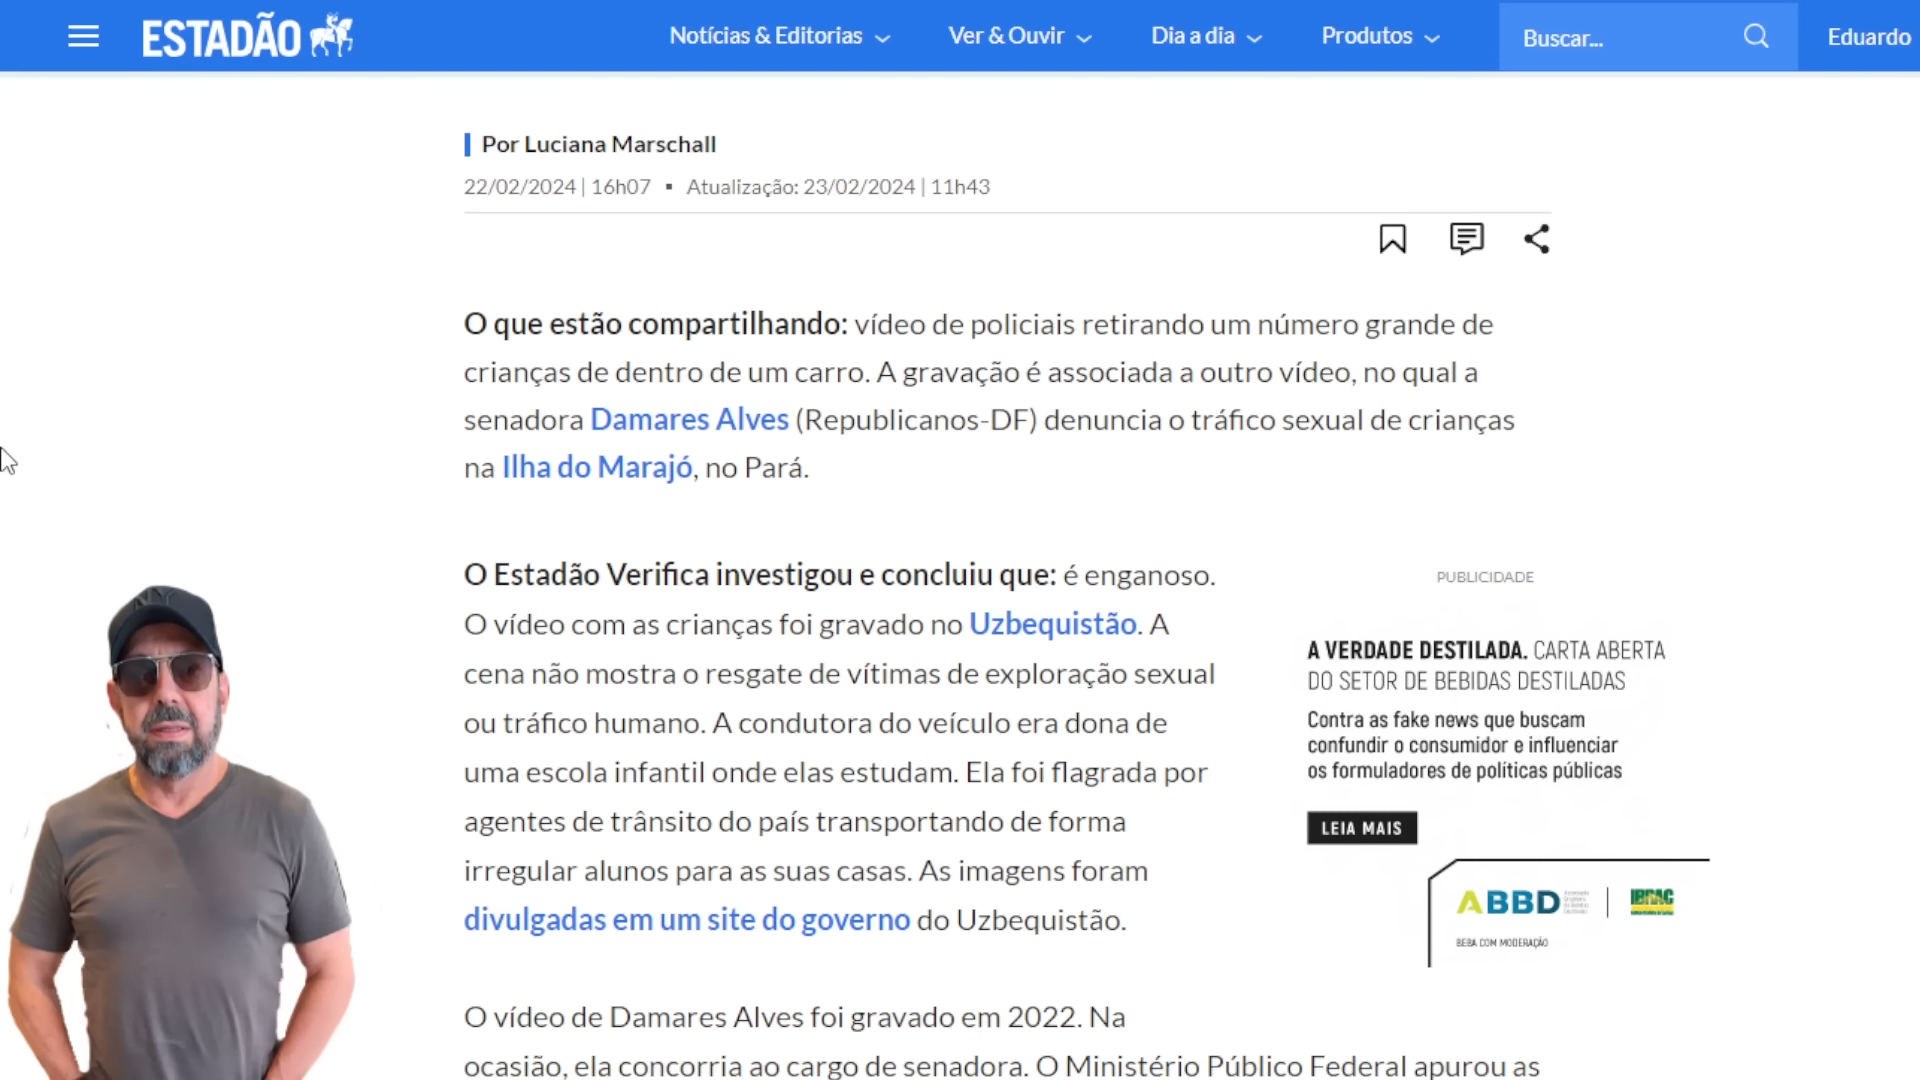 ESTADÃO
Notícias & Editorias
Ver & Ouvir
Dia a dia
Produtos
Buscar...
Eduardo
Por Luciana Marschall
22/02/2024 | 16h07 ▪ Atualização: 23/02/2024 | 11h43
O que estão compartilhando: vídeo de policiais retirando um número grande de
crianças de dentro de um carro. A gravação é associada a outro vídeo, no qual a
senadora Damares Alves (Republicanos-DF) denuncia o tráfico sexual de crianças
na Ilha do Marajó, no Pará.
O Estadão Verifica investigou e concluiu que: é enganoso.
O vídeo com as crianças foi gravado no Uzbequistão. A
cena não mostra o resgate de vítimas de exploração sexual
ou tráfico humano. A condutora do veículo era dona de
uma escola infantil onde elas estudam. Ela foi flagrada por
agentes de trânsito do país transportando de forma
irregular alunos para as suas casas. As imagens foram
divulgadas em um site do governo do Uzbequistão.
PUBLICIDADE
A VERDADE DESTILADA. CARTA ABERTA
DO SETOR DE BEBIDAS DESTILADAS
Contra as fake news que buscam
confundir o consumidor e influenciar
os formuladores de políticas públicas
LEIA MAIS
ABBD
IBRAC
BEBA COM MODERAÇÃO
O vídeo de Damares Alves foi gravado em 2022. Na
ocasião, ela concorria ao cargo de senadora. O Ministério Público Federal apurou as